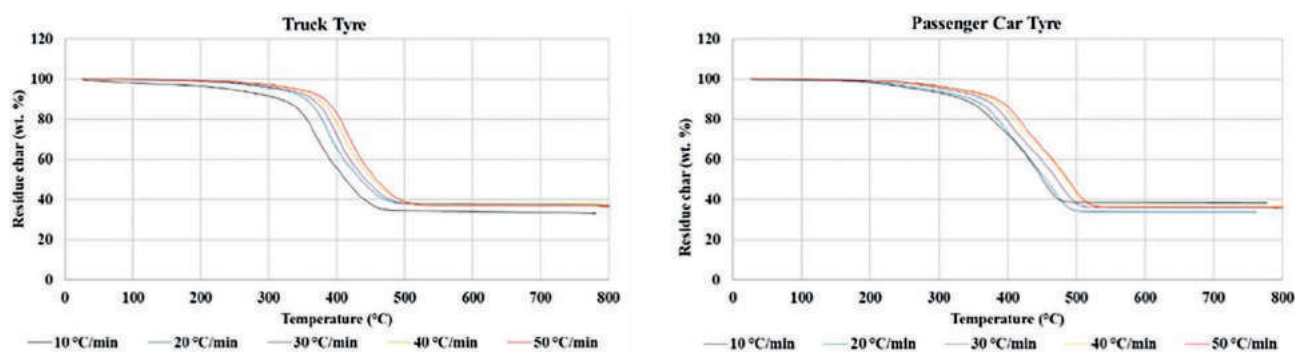 Truck Tyre
120
100
80
60
40
20
0
Residue char (wt. %)
0 100 200 300 400 500 600 700 800
Temperature (°C)
10 °C/min 20 °C/min 30 °C/min 40 °C/min 50 °C/min
Passenger Car Tyre
120
100
80
60
40
20
0
Residue char (wt. %)
0 100 200 300 400 500 600 700 800
Temperature (°C)
10 °C/min 20 °C/min 30 °C/min 40 °C/min 50 °C/min